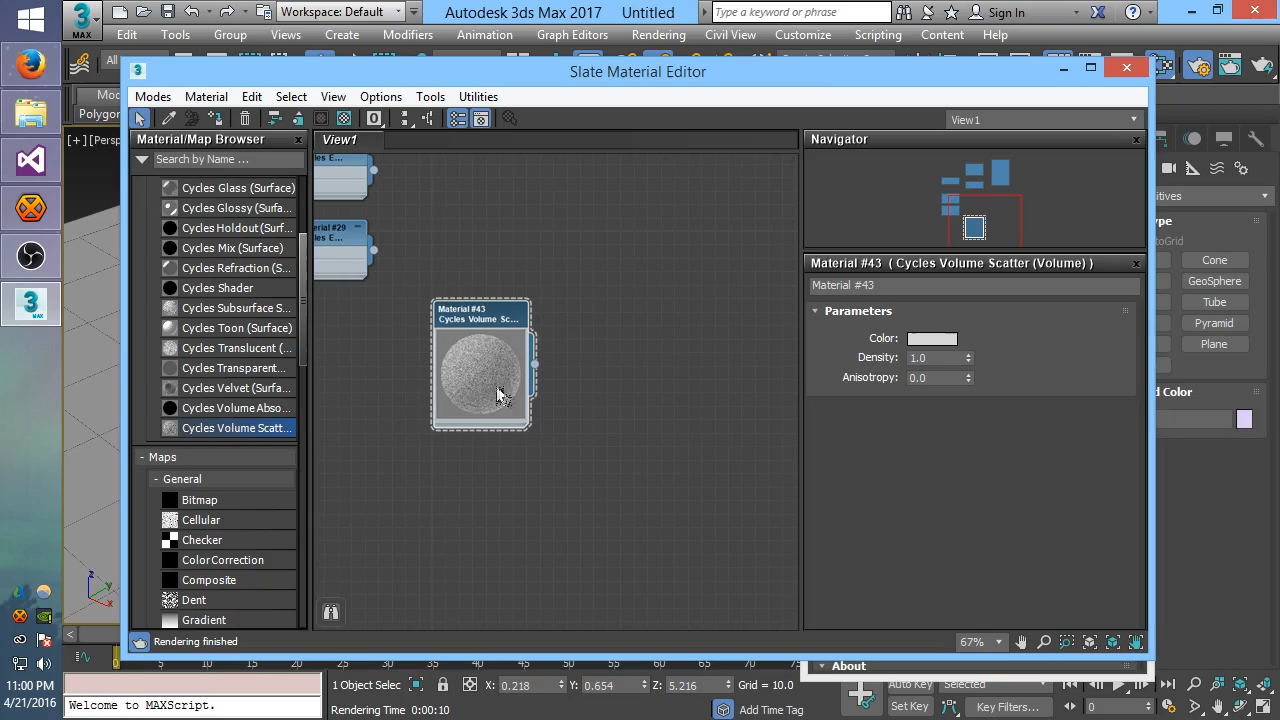 Workspace: Default
Autodesk 3ds Max 2017 Untitled
Type a keyword or phrase
Sign In
MAX
Edit Tools Group Views Create Modifiers Animation Graph Editors Rendering Civil View Customize Scripting Content Help
All
Slate Material Editor
Modes Material Edit Select View Options Tools Utilities
Mod
Polygor
[+] [Persp
Material/Map Browser
Search by Name ...
Cycles Glass (Surface)
Cycles Glossy (Surfa...
Cycles Holdout (Surf...
Cycles Mix (Surface)
Cycles Refraction (S...
Cycles Shader
Cycles Subsurface S...
Cycles Toon (Surface)
Cycles Translucent (...
Cycles Transparent...
Cycles Velvet (Surfa...
Cycles Volume Abso...
Cycles Volume Scatt...
- Maps
- General
Bitmap
Cellular
Checker
Color Correction
Composite
Dent
Gradient
View1
les E...
rial #29
les E...
Material #43
Cycles Volume Sc...
View1
Navigator
Material #43 ( Cycles Volume Scatter (Volume) )
Material #43
Parameters
Color:
Density: 1.0
Anisotropy: 0.0
itives
ype
toGrid
Cone
GeoSphere
Tube
Pyramid
Plane
d Color
Rendering finished
67%
About
5 10 15 20 25 30 35 40 45 50 55 60 65 70 75
1 Object Selec
X: 0.218 Y: 0.654 Z: 5.216 Grid = 10.0
Auto Key Selected
Welcome to MAXScript.
Rendering Time 0:00:10
Add Time Tag
Set Key Key Filters...
0
11:00 PM
4/21/2016